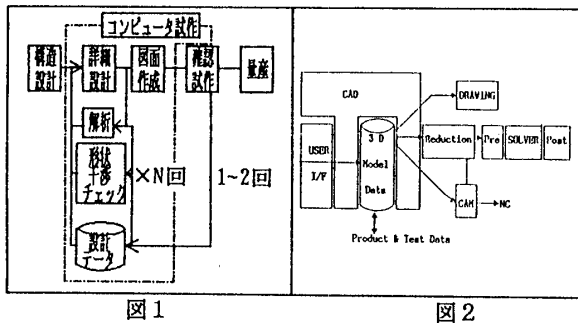 コンピュータ試作
構造
設計
詳細
設計
図面
作成
確認
試作
量産
解析
形状
干渉
チェック
×N回
1~2回
設計
データ
図1
CAD
USER
I/F
3 D
Model
Data
DRAWING
Reduction
Pre
SOLVER
Post
CAM
NC
Product & Test Data
図2